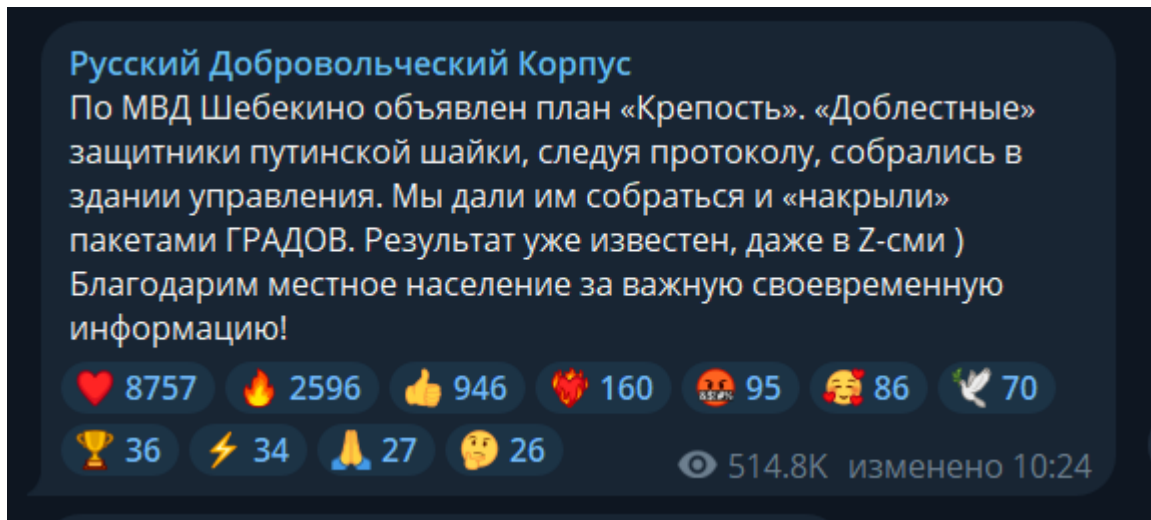 Русский Добровольческий Корпус
По МВД Шебекино объявлен план «Крепость». «Доблестные»
защитники путинской шайки, следуя протоколу, собрались в
здании управления. Мы дали им собраться и «накрыли»
пакетами ГРАДОВ. Результат уже известен, даже в Z-сми )
Благодарим местное население за важную своевременную
информацию!
❤️ 8757 🔥 2596 👍 946 ❤️‍🔥 160 🤬 95 🥰 86 🕊 70
🏆 36 ⚡ 34 🙏 27 🤔 26
514.8K изменено 10:24